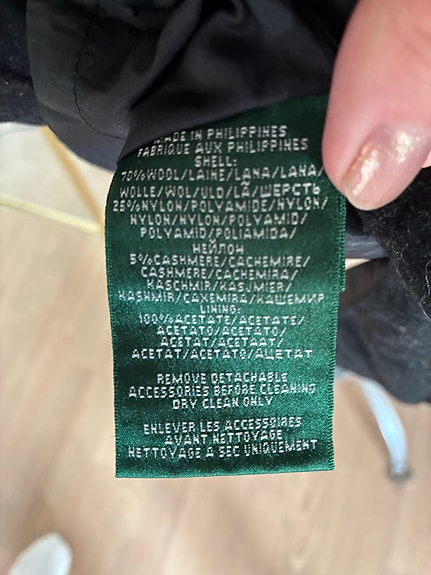 MADE IN PHILIPPINES
FABRIQUE AUX PHILIPPINES
SHELL:
70%WOOL/LAINE/LANA/LANA/
WOLLE/WOL/ULD/LÃ/ШЕРСТЬ
25%NYLON/POLYAMIDE/NYLON/
NYLON/NYLON/POLYAMID/
POLYAMID/POLIAMIDA/
НЕЙЛОН
5%CASHMERE/CACHEMIRE/
CASHMERE/CACHEMIRA/
KASCHMIR/KASJMIER/
KASHMIR/CAXEMIRA/КАШЕМИР
LINING:
100%ACETATE/ACETATE/
ACETATO/ACETATO/
ACETAT/ACETAAT/
ACETAT/ACETATO/АЦЕТАТ
REMOVE DETACHABLE
ACCESSORIES BEFORE CLEANING
DRY CLEAN ONLY
ENLEVER LES ACCESSOIRES
AVANT NETTOYAGE
NETTOYAGE A SEC UNIQUEMENT